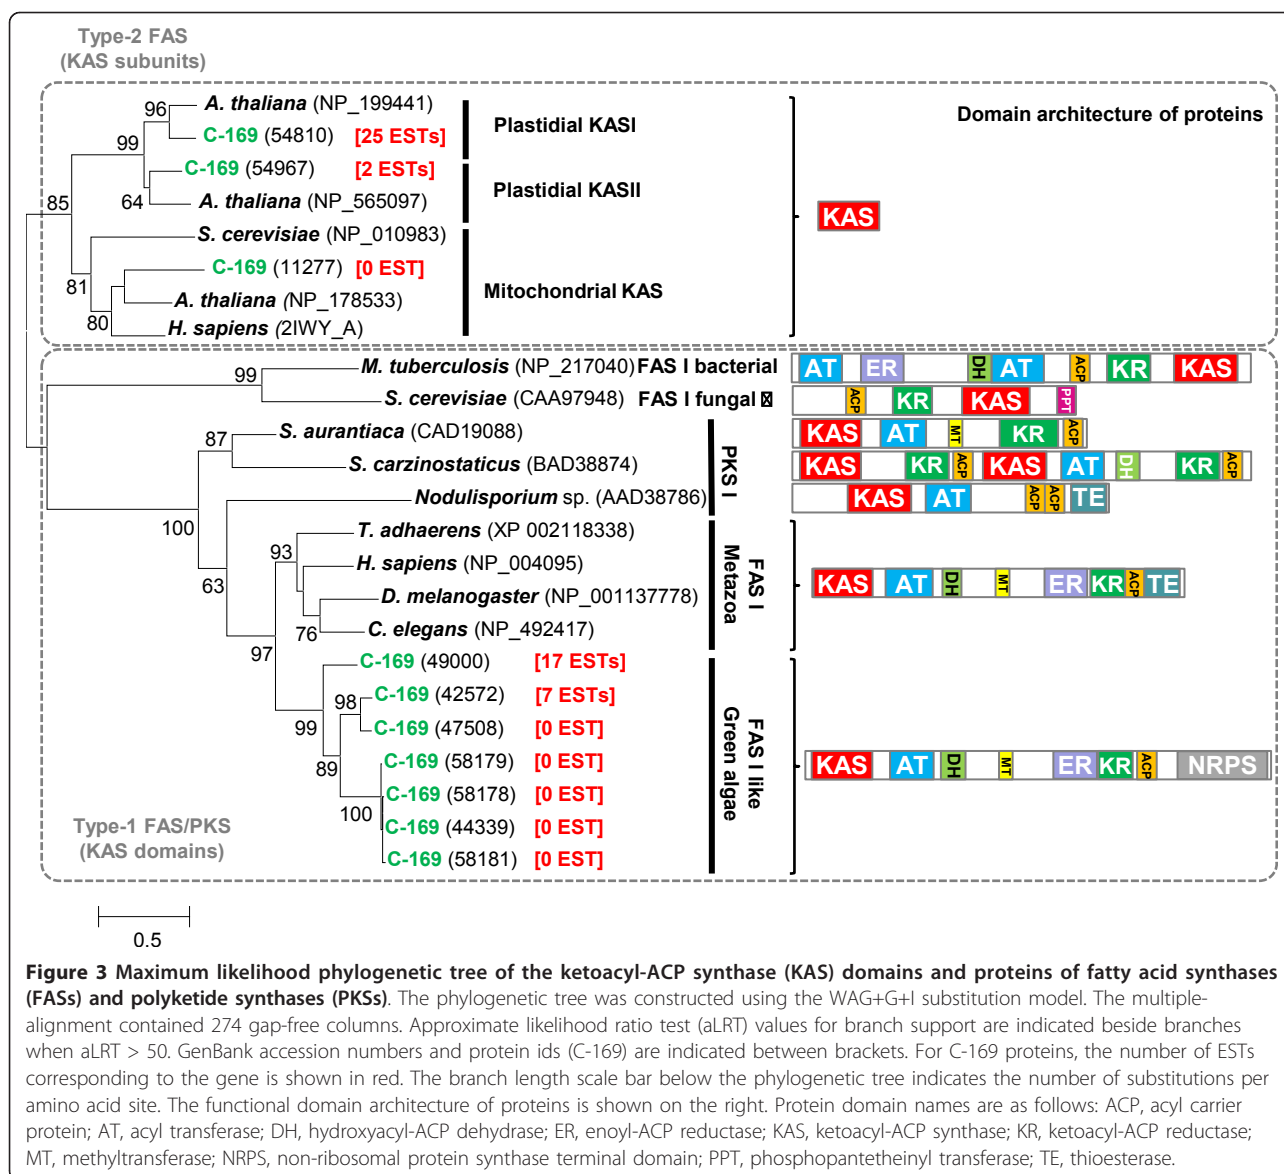 Type-2 FAS
(KAS subunits)
Domain architecture of proteins
A. thaliana (NP_199441)
C-169 (54810) [25 ESTs]
Plastidial KASI
C-169 (54967) [2 ESTs]
A. thaliana (NP_565097)
Plastidial KASII
S. cerevisiae (NP_010983)
C-169 (11277) [0 EST]
A. thaliana (NP_178533)
H. sapiens (2IWY_A)
Mitochondrial KAS
KAS
96
99
64
85
81
80
M. tuberculosis (NP_217040) FAS I bacterial
AT ER DH AT ACP KR KAS
S. cerevisiae (CAA97948) FAS I fungal
ACP KR KAS PPT
S. aurantiaca (CAD19088)
KAS AT MT KR ACP
S. carzinostaticus (BAD38874)
KAS KR ACP KAS AT DH KR ACP
Nodulisporium sp. (AAD38786)
KAS AT ACP ACP TE
PKS I
T. adhaerens (XP 002118338)
H. sapiens (NP_004095)
D. melanogaster (NP_001137778)
C. elegans (NP_492417)
FAS I
Metazoa
KAS AT DH MT ER KR ACP TE
C-169 (49000) [17 ESTs]
C-169 (42572) [7 ESTs]
C-169 (47508) [0 EST]
C-169 (58179) [0 EST]
C-169 (58178) [0 EST]
C-169 (44339) [0 EST]
C-169 (58181) [0 EST]
FAS I like
Green algae
KAS AT DH MT ER KR ACP NRPS
99
87
100
63
93
76
97
99
98
89
100
Type-1 FAS/PKS
(KAS domains)
0.5
Figure 3 Maximum likelihood phylogenetic tree of the ketoacyl-ACP synthase (KAS) domains and proteins of fatty acid synthases
(FASs) and polyketide synthases (PKSs). The phylogenetic tree was constructed using the WAG+G+I substitution model. The multiple-
alignment contained 274 gap-free columns. Approximate likelihood ratio test (aLRT) values for branch support are indicated beside branches
when aLRT > 50. GenBank accession numbers and protein ids (C-169) are indicated between brackets. For C-169 proteins, the number of ESTs
corresponding to the gene is shown in red. The branch length scale bar below the phylogenetic tree indicates the number of substitutions per
amino acid site. The functional domain architecture of proteins is shown on the right. Protein domain names are as follows: ACP, acyl carrier
protein; AT, acyl transferase; DH, hydroxyacyl-ACP dehydrase; ER, enoyl-ACP reductase; KAS, ketoacyl-ACP synthase; KR, ketoacyl-ACP reductase;
MT, methyltransferase; NRPS, non-ribosomal protein synthase terminal domain; PPT, phosphopantetheinyl transferase; TE, thioesterase.